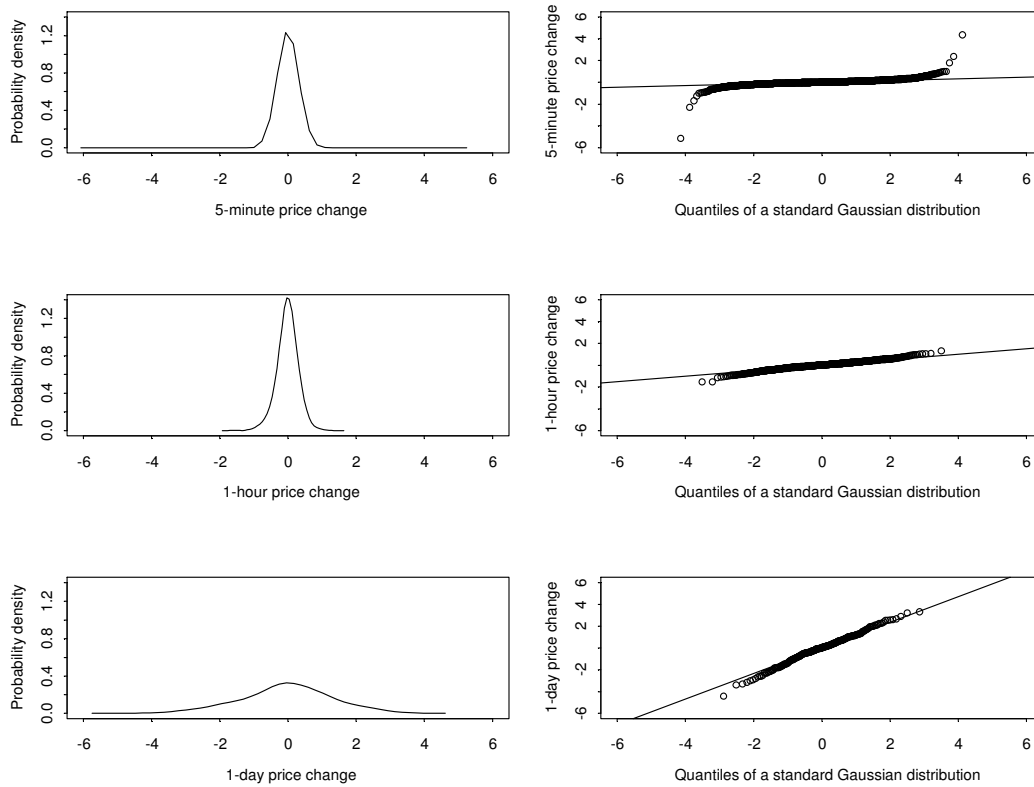 Probability density
0.0 0.4 0.8 1.2
-6 -4 -2 0 2 4 6
5-minute price change
5-minute price change
-6 -2 2 4 6
-6 -4 -2 0 2 4 6
Quantiles of a standard Gaussian distribution
Probability density
0.0 0.4 0.8 1.2
-6 -4 -2 0 2 4 6
1-hour price change
1-hour price change
-6 -2 2 4 6
-6 -4 -2 0 2 4 6
Quantiles of a standard Gaussian distribution
Probability density
0.0 0.4 0.8 1.2
-6 -4 -2 0 2 4 6
1-day price change
1-day price change
-6 -2 2 4 6
-6 -4 -2 0 2 4 6
Quantiles of a standard Gaussian distribution